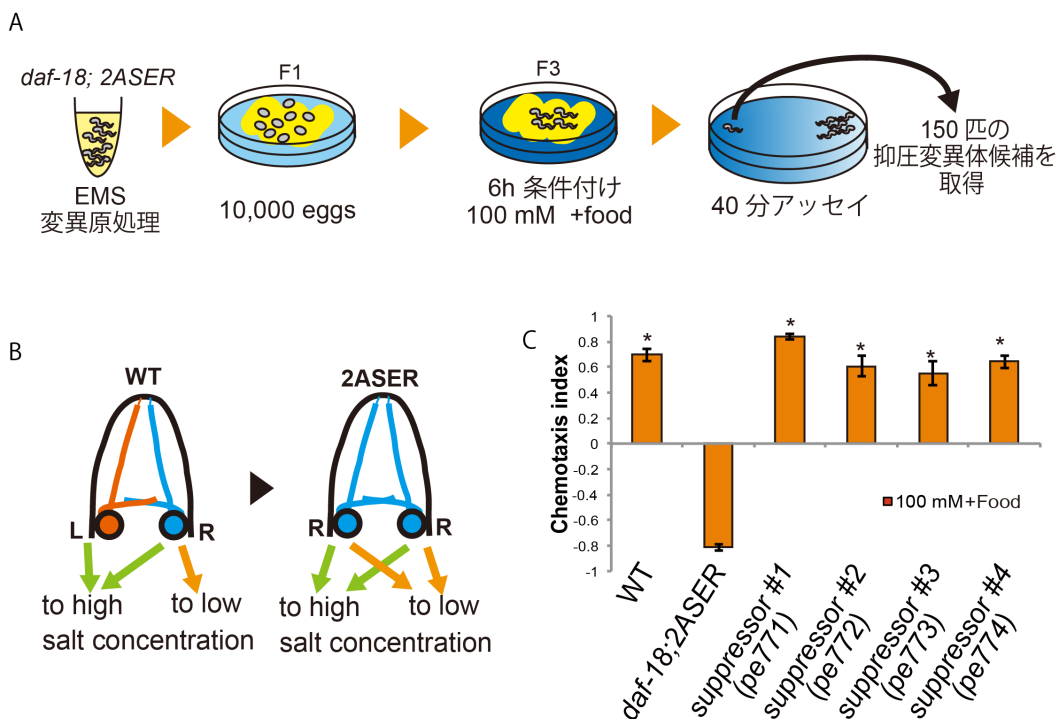 A
daf-18; 2ASER
EMS
変異原処理
F1
10,000 eggs
F3
6h 条件付け
100 mM +food
40 分アッセイ
150 匹の
抑圧変異体候補を
取得
B
WT
L
R
to high
to low
salt concentration
2ASER
R
R
to high
to low
salt concentration
C
Chemotaxis index
1
0.8
0.6
0.4
0.2
0
-0.2
-0.4
-0.6
-0.8
-1
*
*
*
*
*
100 mM+Food
WT
daf-18;2ASER
suppressor #1
(pe771)
suppressor #2
(pe772)
suppressor #3
(pe773)
suppressor #4
(pe774)